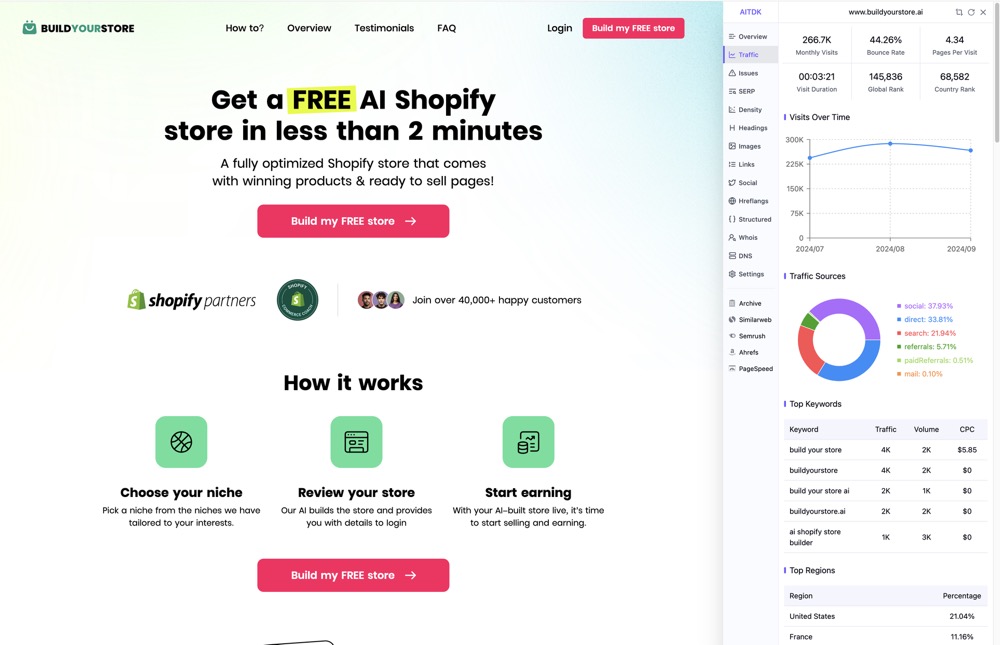 BUILDYOURSTORE
How to?
Overview
Testimonials
FAQ
Login
Build my FREE store
Get a FREE AI Shopify
store in less than 2 minutes
A fully optimized Shopify store that comes
with winning products & ready to sell pages!
Build my FREE store →
shopify partners
SHOPIFY
COMMERCE COACH
Join over 40,000+ happy customers
How it works
Choose your niche
Pick a niche from the niches we have
tailored to your interests.
Review your store
Our AI builds the store and provides
you with details to login
Start earning
With your AI-built store live, it's time
to start selling and earning.
Build my FREE store →
AITDK
www.buildyourstore.ai
Overview
Traffic
Issues
SERP
Density
Headings
Images
Links
Social
Hreflangs
Structured
Whois
DNS
Settings
Archive
Similarweb
Semrush
Ahrefs
PageSpeed
266.7K
Monthly Visits
44.26%
Bounce Rate
4.34
Pages Per Visit
00:03:21
Visit Duration
145,836
Global Rank
68,582
Country Rank
Visits Over Time
300K
225K
150K
75K
0
2024/07 2024/08 2024/09
Traffic Sources
social: 37.93%
direct: 33.81%
search: 21.94%
referrals: 5.71%
paidReferrals: 0.51%
mail: 0.10%
Top Keywords
Keyword Traffic Volume CPC
build your store 4K 2K $5.85
buildyourstore 4K 2K $0
build your store ai 2K 1K $0
buildyourstore.ai 2K 2K $0
ai shopify store
builder 1K 3K $0
Top Regions
Region Percentage
United States 21.04%
France 11.16%